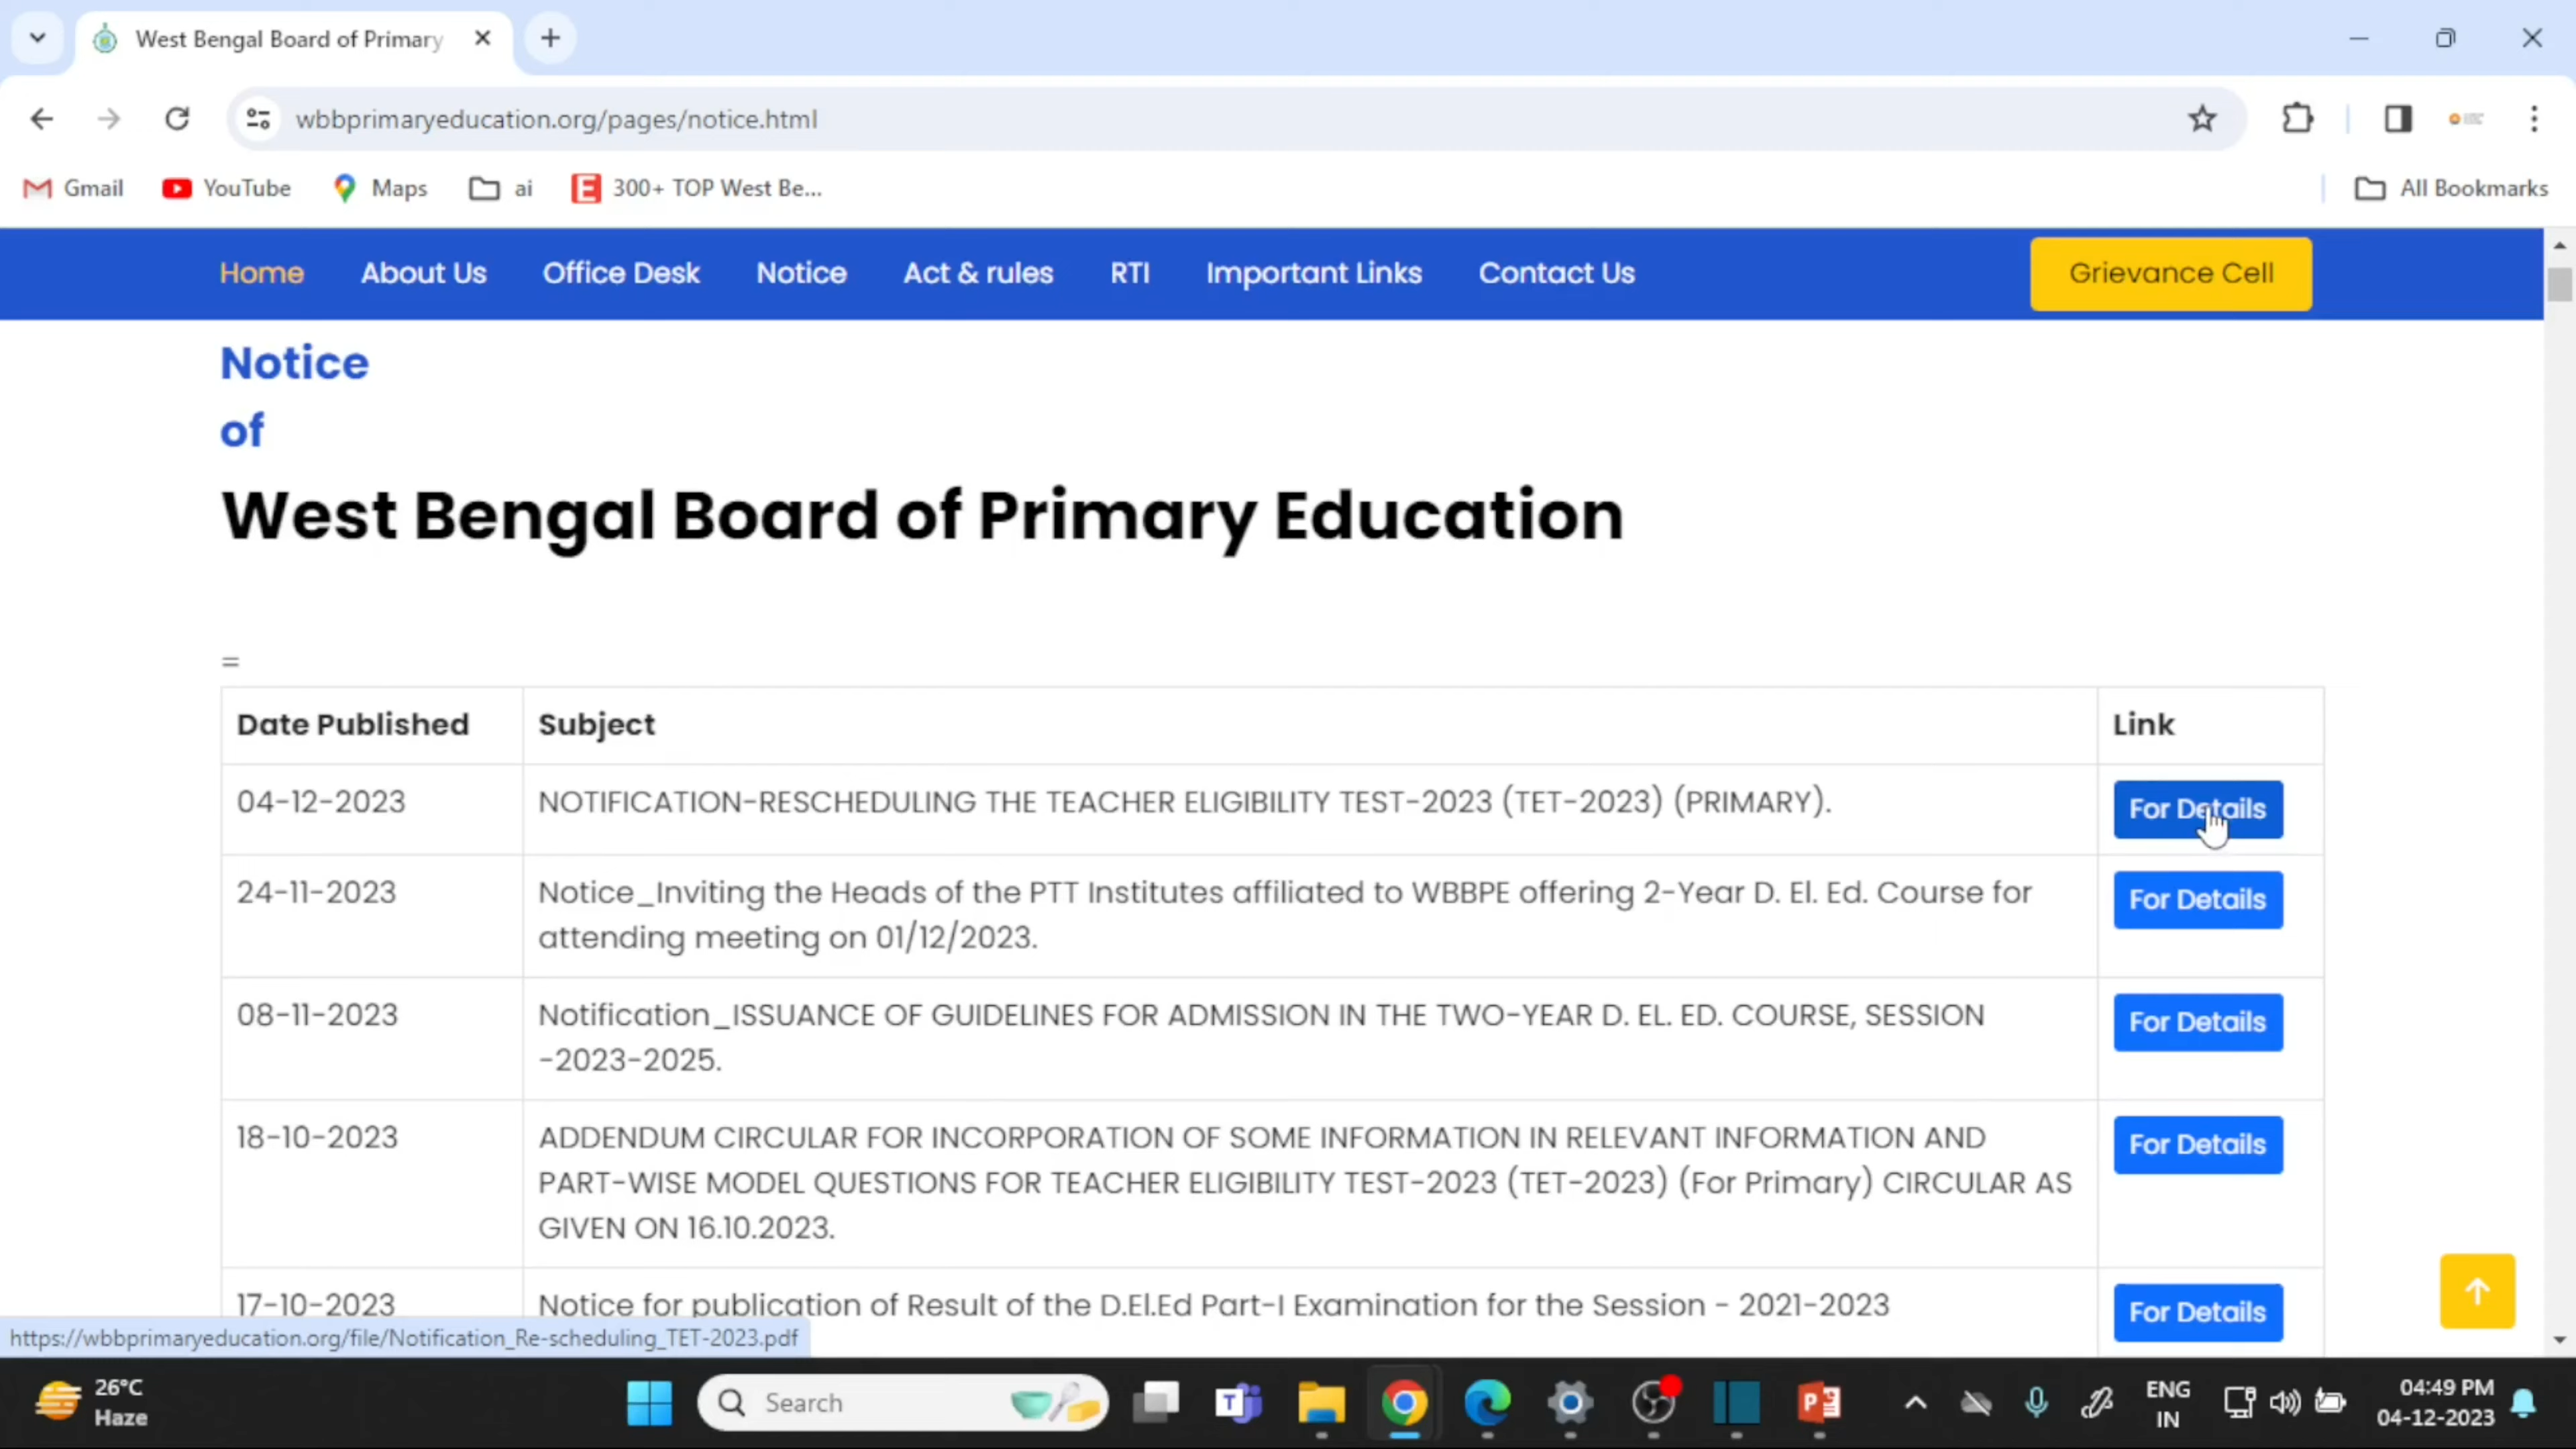 West Bengal Board of Primary
wbbprimaryeducation.org/pages/notice.html
Gmail YouTube Maps ai 300+ TOP West Be... All Bookmarks
Home About Us Office Desk Notice Act & rules RTI Important Links Contact Us Grievance Cell
Notice
of
West Bengal Board of Primary Education
=
Date Published Subject Link
04-12-2023 NOTIFICATION-RESCHEDULING THE TEACHER ELIGIBILITY TEST-2023 (TET-2023) (PRIMARY). For Details
24-11-2023 Notice_Inviting the Heads of the PTT Institutes affiliated to WBBPE offering 2-Year D. El. Ed. Course for For Details
attending meeting on 01/12/2023.
08-11-2023 Notification_ISSUANCE OF GUIDELINES FOR ADMISSION IN THE TWO-YEAR D. EL. ED. COURSE, SESSION For Details
-2023-2025.
18-10-2023 ADDENDUM CIRCULAR FOR INCORPORATION OF SOME INFORMATION IN RELEVANT INFORMATION AND For Details
PART-WISE MODEL QUESTIONS FOR TEACHER ELIGIBILITY TEST-2023 (TET-2023) (For Primary) CIRCULAR AS
GIVEN ON 16.10.2023.
17-10-2023 Notice for publication of Result of the D.El.Ed Part-I Examination for the Session - 2021-2023 For Details
https://wbbprimaryeducation.org/file/Notification_Re-scheduling_TET-2023.pdf
26°C
Haze
Search
ENG
IN
04:49 PM
04-12-2023